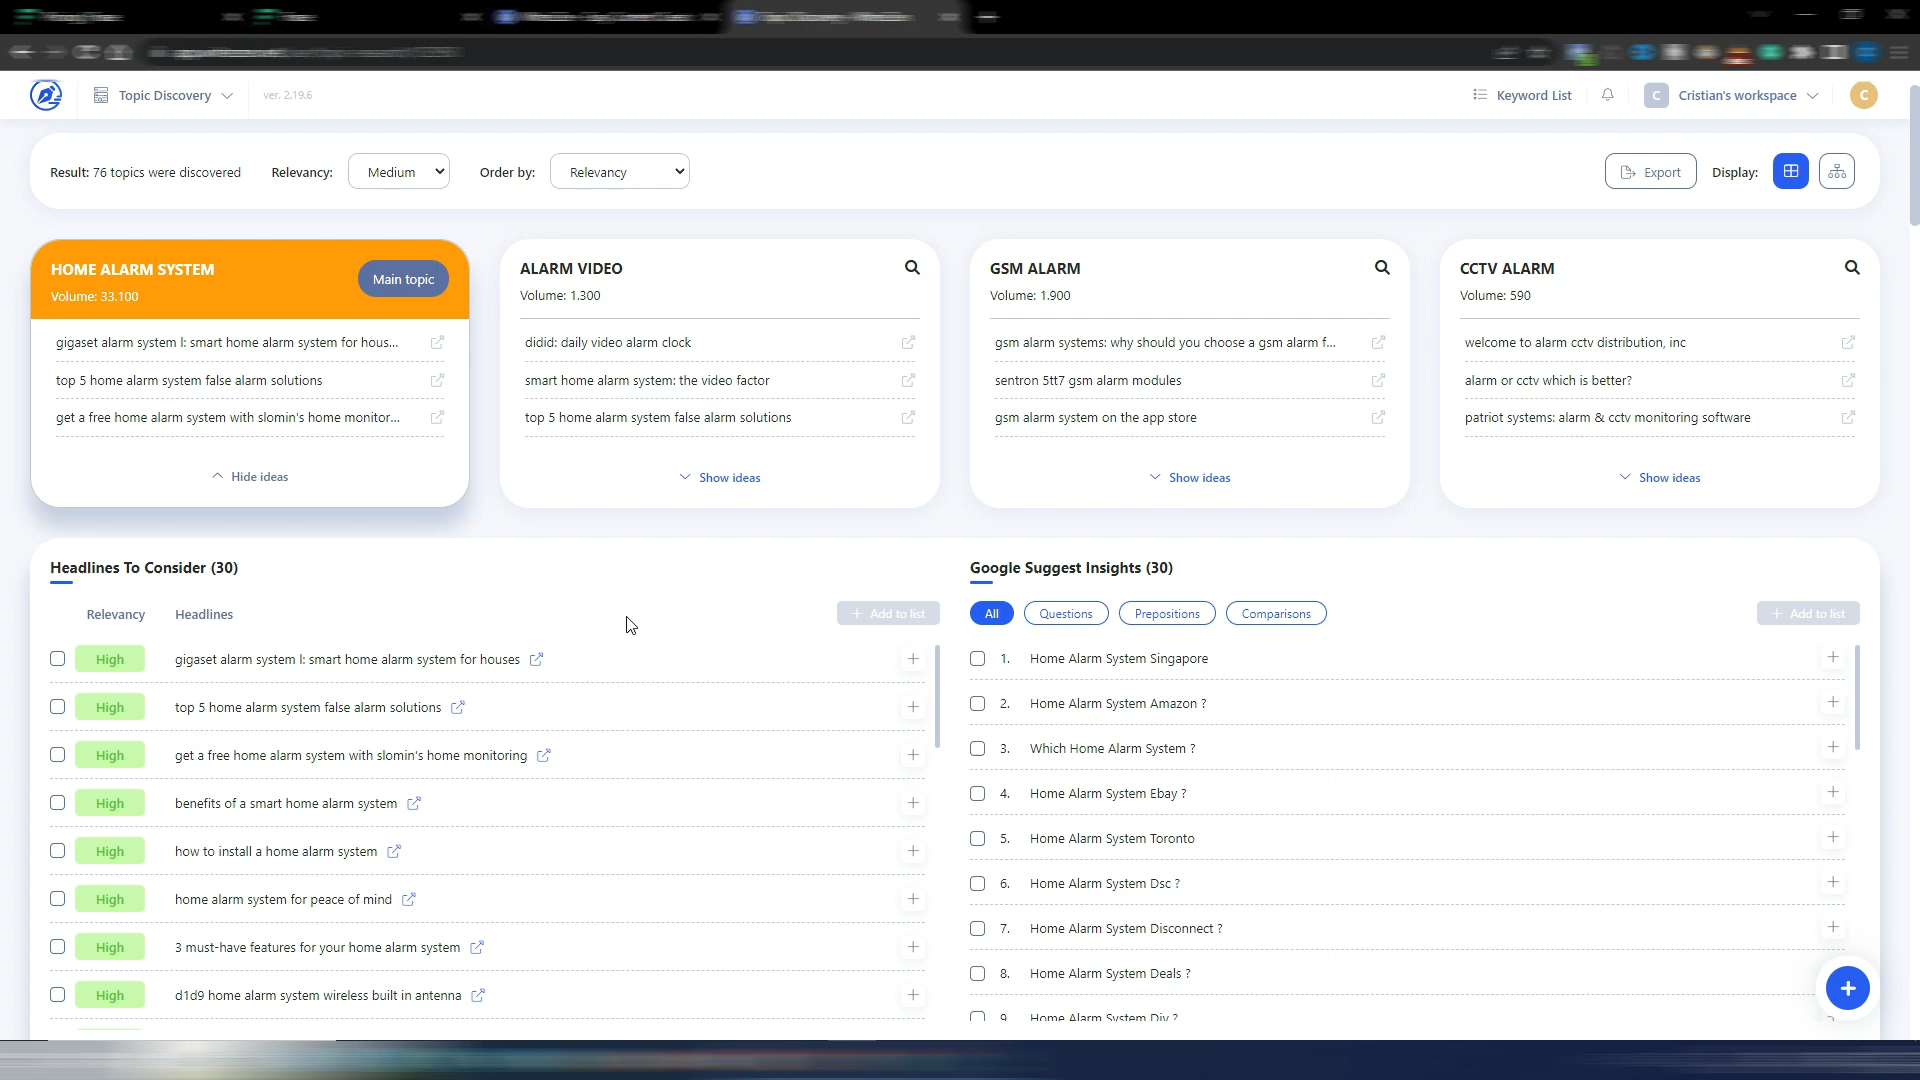 Topic Discovery
ver. 2.19.6
Keyword List
C
Cristian's workspace
C
Result: 76 topics were discovered
Relevancy:
Medium
Order by:
Relevancy
Export
Display:
HOME ALARM SYSTEM
Volume: 33.100
Main topic
gigaset alarm system l: smart home alarm system for hous...
top 5 home alarm system false alarm solutions
get a free home alarm system with slomin's home monitor...
Hide ideas
ALARM VIDEO
Volume: 1.300
didid: daily video alarm clock
smart home alarm system: the video factor
top 5 home alarm system false alarm solutions
Show ideas
GSM ALARM
Volume: 1.900
gsm alarm systems: why should you choose a gsm alarm f...
sentron 5tt7 gsm alarm modules
gsm alarm system on the app store
Show ideas
CCTV ALARM
Volume: 590
welcome to alarm cctv distribution, inc
alarm or cctv which is better?
patriot systems: alarm & cctv monitoring software
Show ideas
Headlines To Consider (30)
Relevancy
Headlines
+ Add to list
High
gigaset alarm system l: smart home alarm system for houses
High
top 5 home alarm system false alarm solutions
High
get a free home alarm system with slomin's home monitoring
High
benefits of a smart home alarm system
High
how to install a home alarm system
High
home alarm system for peace of mind
High
3 must-have features for your home alarm system
High
d1d9 home alarm system wireless built in antenna
Google Suggest Insights (30)
All
Questions
Prepositions
Comparisons
+ Add to list
1. Home Alarm System Singapore
2. Home Alarm System Amazon ?
3. Which Home Alarm System ?
4. Home Alarm System Ebay ?
5. Home Alarm System Toronto
6. Home Alarm System Dsc ?
7. Home Alarm System Disconnect ?
8. Home Alarm System Deals ?
9. Home Alarm System Diy ?